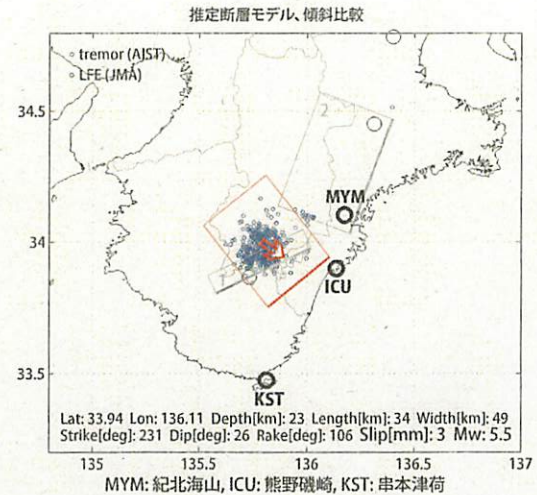 推定断層モデル、傾斜比較
tremor (AIST)
LFE (JMA)
34.5
2
MYM
34
ICU
1
33.5
KST
Lat: 33.94 Lon: 136.11 Depth[km]: 23 Length[km]: 34 Width[km]: 49
Strike[deg]: 231 Dip[deg]: 26 Rake[deg]: 106 Slip[mm]: 3 Mw: 5.5
135 135.5 136 136.5 137
MYM: 紀北海山, ICU: 熊野磯崎, KST: 串本津荷